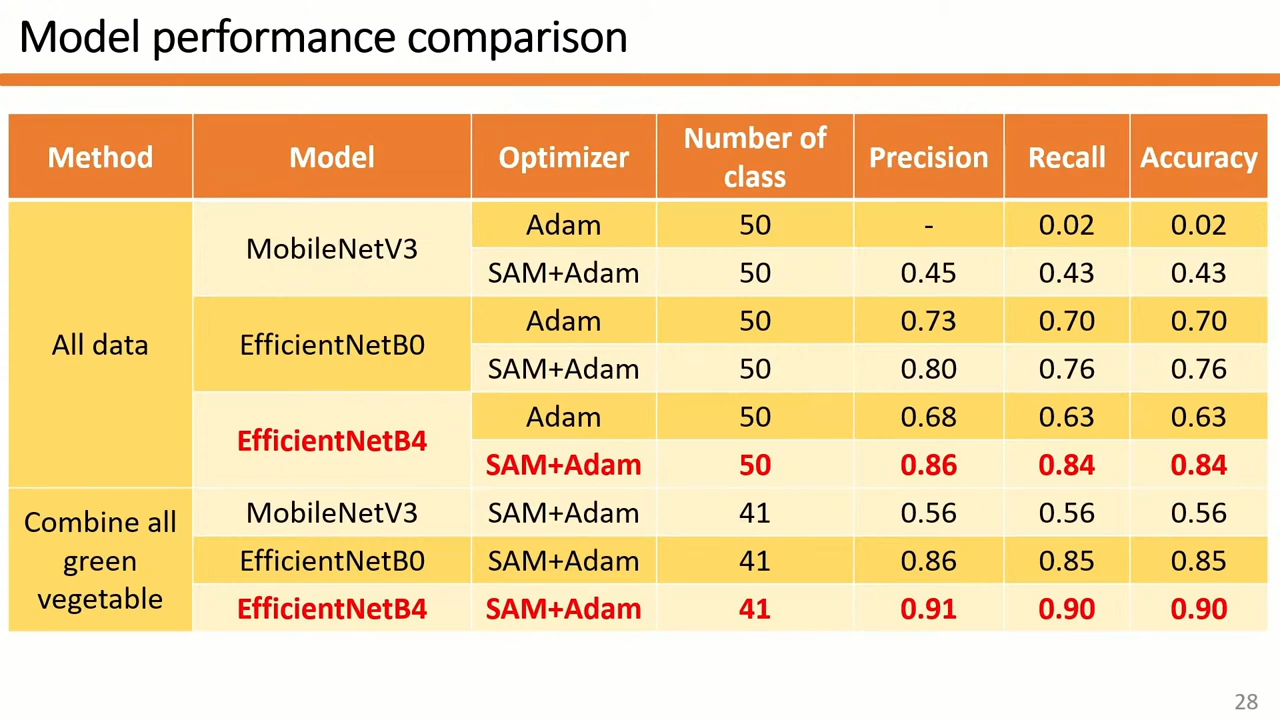 Model performance comparison
Method Model Optimizer Number of class Precision Recall Accuracy
All data MobileNetV3 Adam 50 - 0.02 0.02
SAM+Adam 50 0.45 0.43 0.43
EfficientNetB0 Adam 50 0.73 0.70 0.70
SAM+Adam 50 0.80 0.76 0.76
EfficientNetB4 Adam 50 0.68 0.63 0.63
SAM+Adam 50 0.86 0.84 0.84
Combine all green vegetable MobileNetV3 SAM+Adam 41 0.56 0.56 0.56
EfficientNetB0 SAM+Adam 41 0.86 0.85 0.85
EfficientNetB4 SAM+Adam 41 0.91 0.90 0.90
28